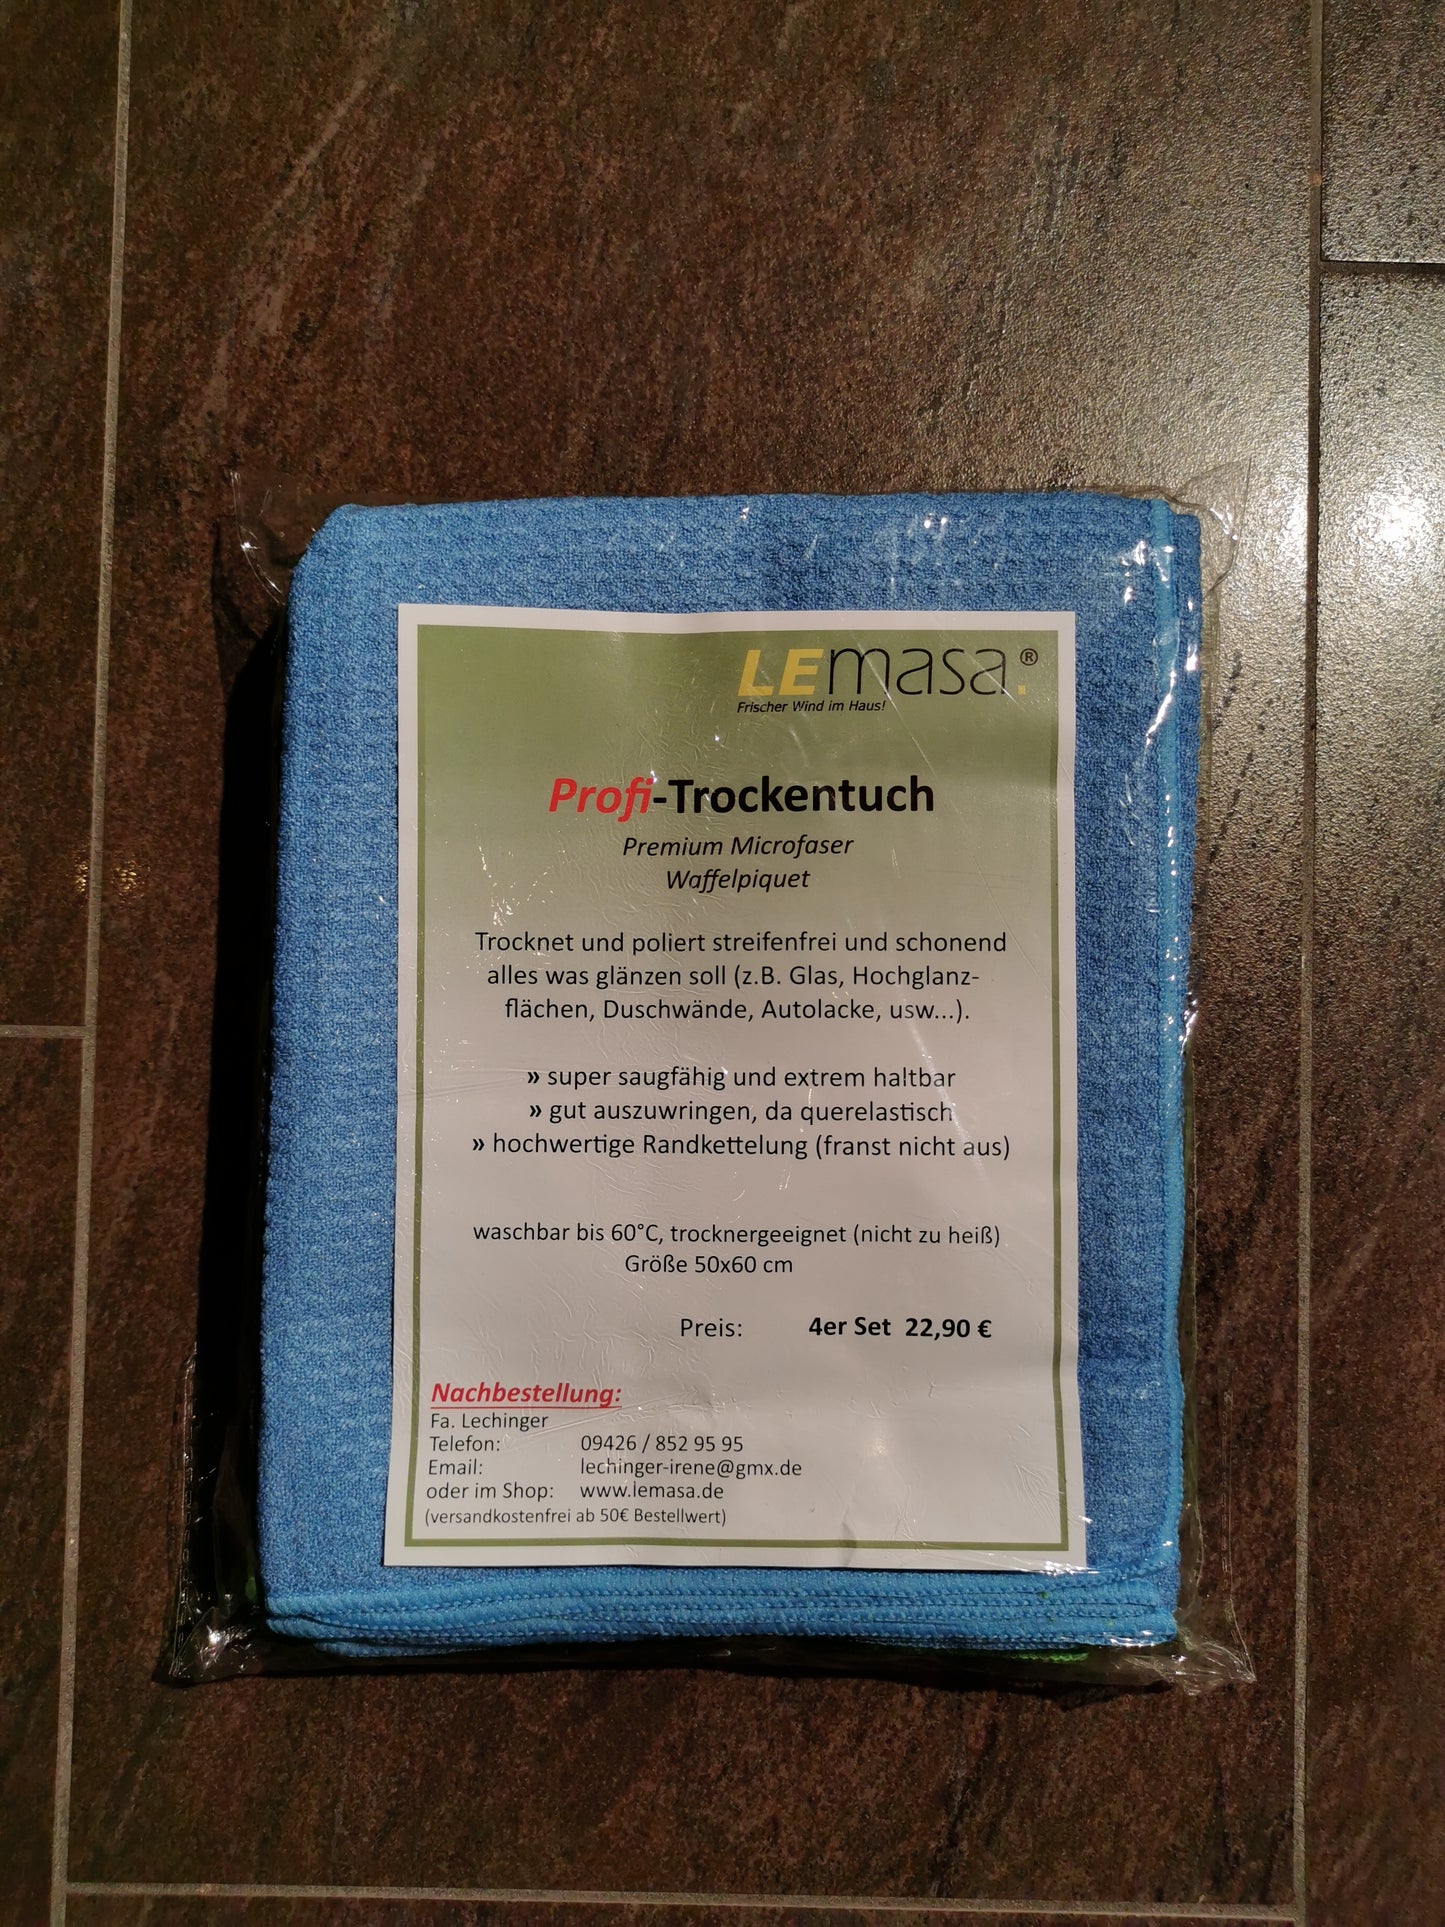 LEmasa.®
Frischer Wind im Haus!
Profi-Trockentuch
Premium Microfaser
Waffelpiquet
Trocknet und poliert streifenfrei und schonend
alles was glänzen soll (z.B. Glas, Hochglanz-
flächen, Duschwände, Autolacke, usw...).
» super saugfähig und extrem haltbar
» gut auszuwringen, da querelastisch
» hochwertige Randkettelung (franst nicht aus)
waschbar bis 60°C, trocknergeeignet (nicht zu heiß)
Größe 50x60 cm
Preis: 4er Set 22,90 €
Nachbestellung:
Fa. Lechinger
Telefon: 09426 / 852 95 95
Email: lechinger-irene@gmx.de
oder im Shop: www.lemasa.de
(versandkostenfrei ab 50€ Bestellwert)